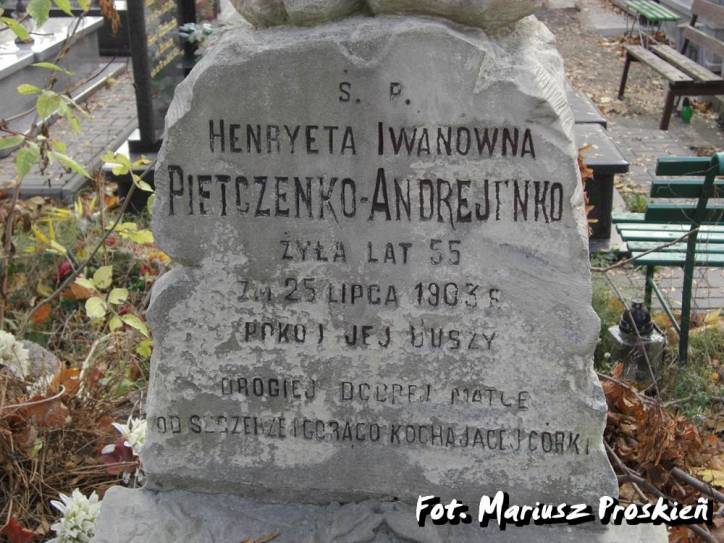 Ś. P.
HENRYETA IWANOWNA
PIETCZENKO-ANDREJENKO
ŻYŁA LAT 55
ZM 25 LIPCA 1903 R
POKOJ JEJ DUSZY
DROGIEJ DOBREJ MATCE
OD SZCZERZE I GORĄCO KOCHAJĄCEJ CÓRKI
Fot. Mariusz Proskień